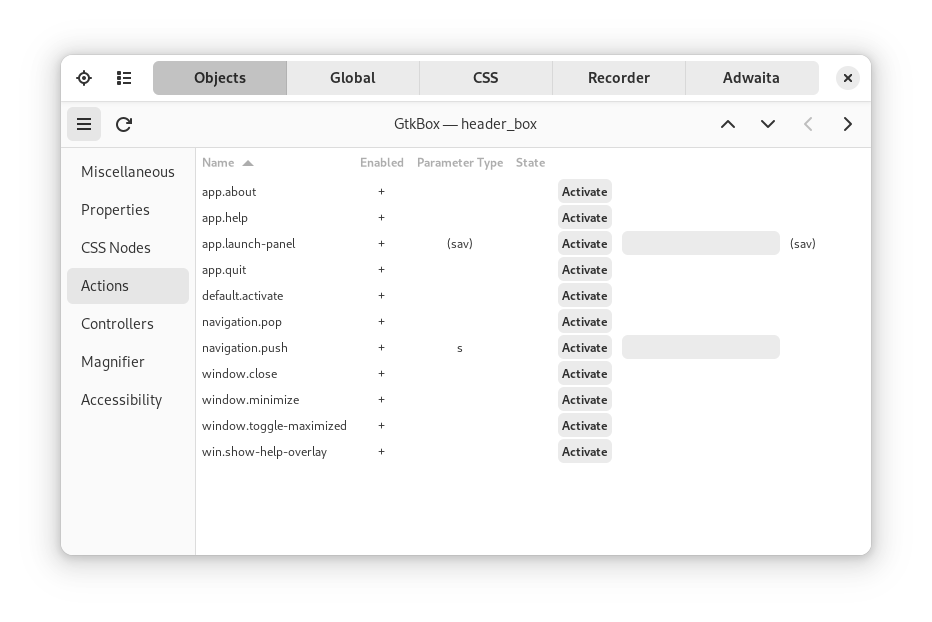 Objects Global CSS Recorder Adwaita
GtkBox — header_box
Miscellaneous
Properties
CSS Nodes
Actions
Controllers
Magnifier
Accessibility
Name Enabled Parameter Type State
app.about + Activate
app.help + Activate
app.launch-panel + (sav) Activate (sav)
app.quit + Activate
default.activate + Activate
navigation.pop + Activate
navigation.push + s Activate
window.close + Activate
window.minimize + Activate
window.toggle-maximized + Activate
win.show-help-overlay + Activate